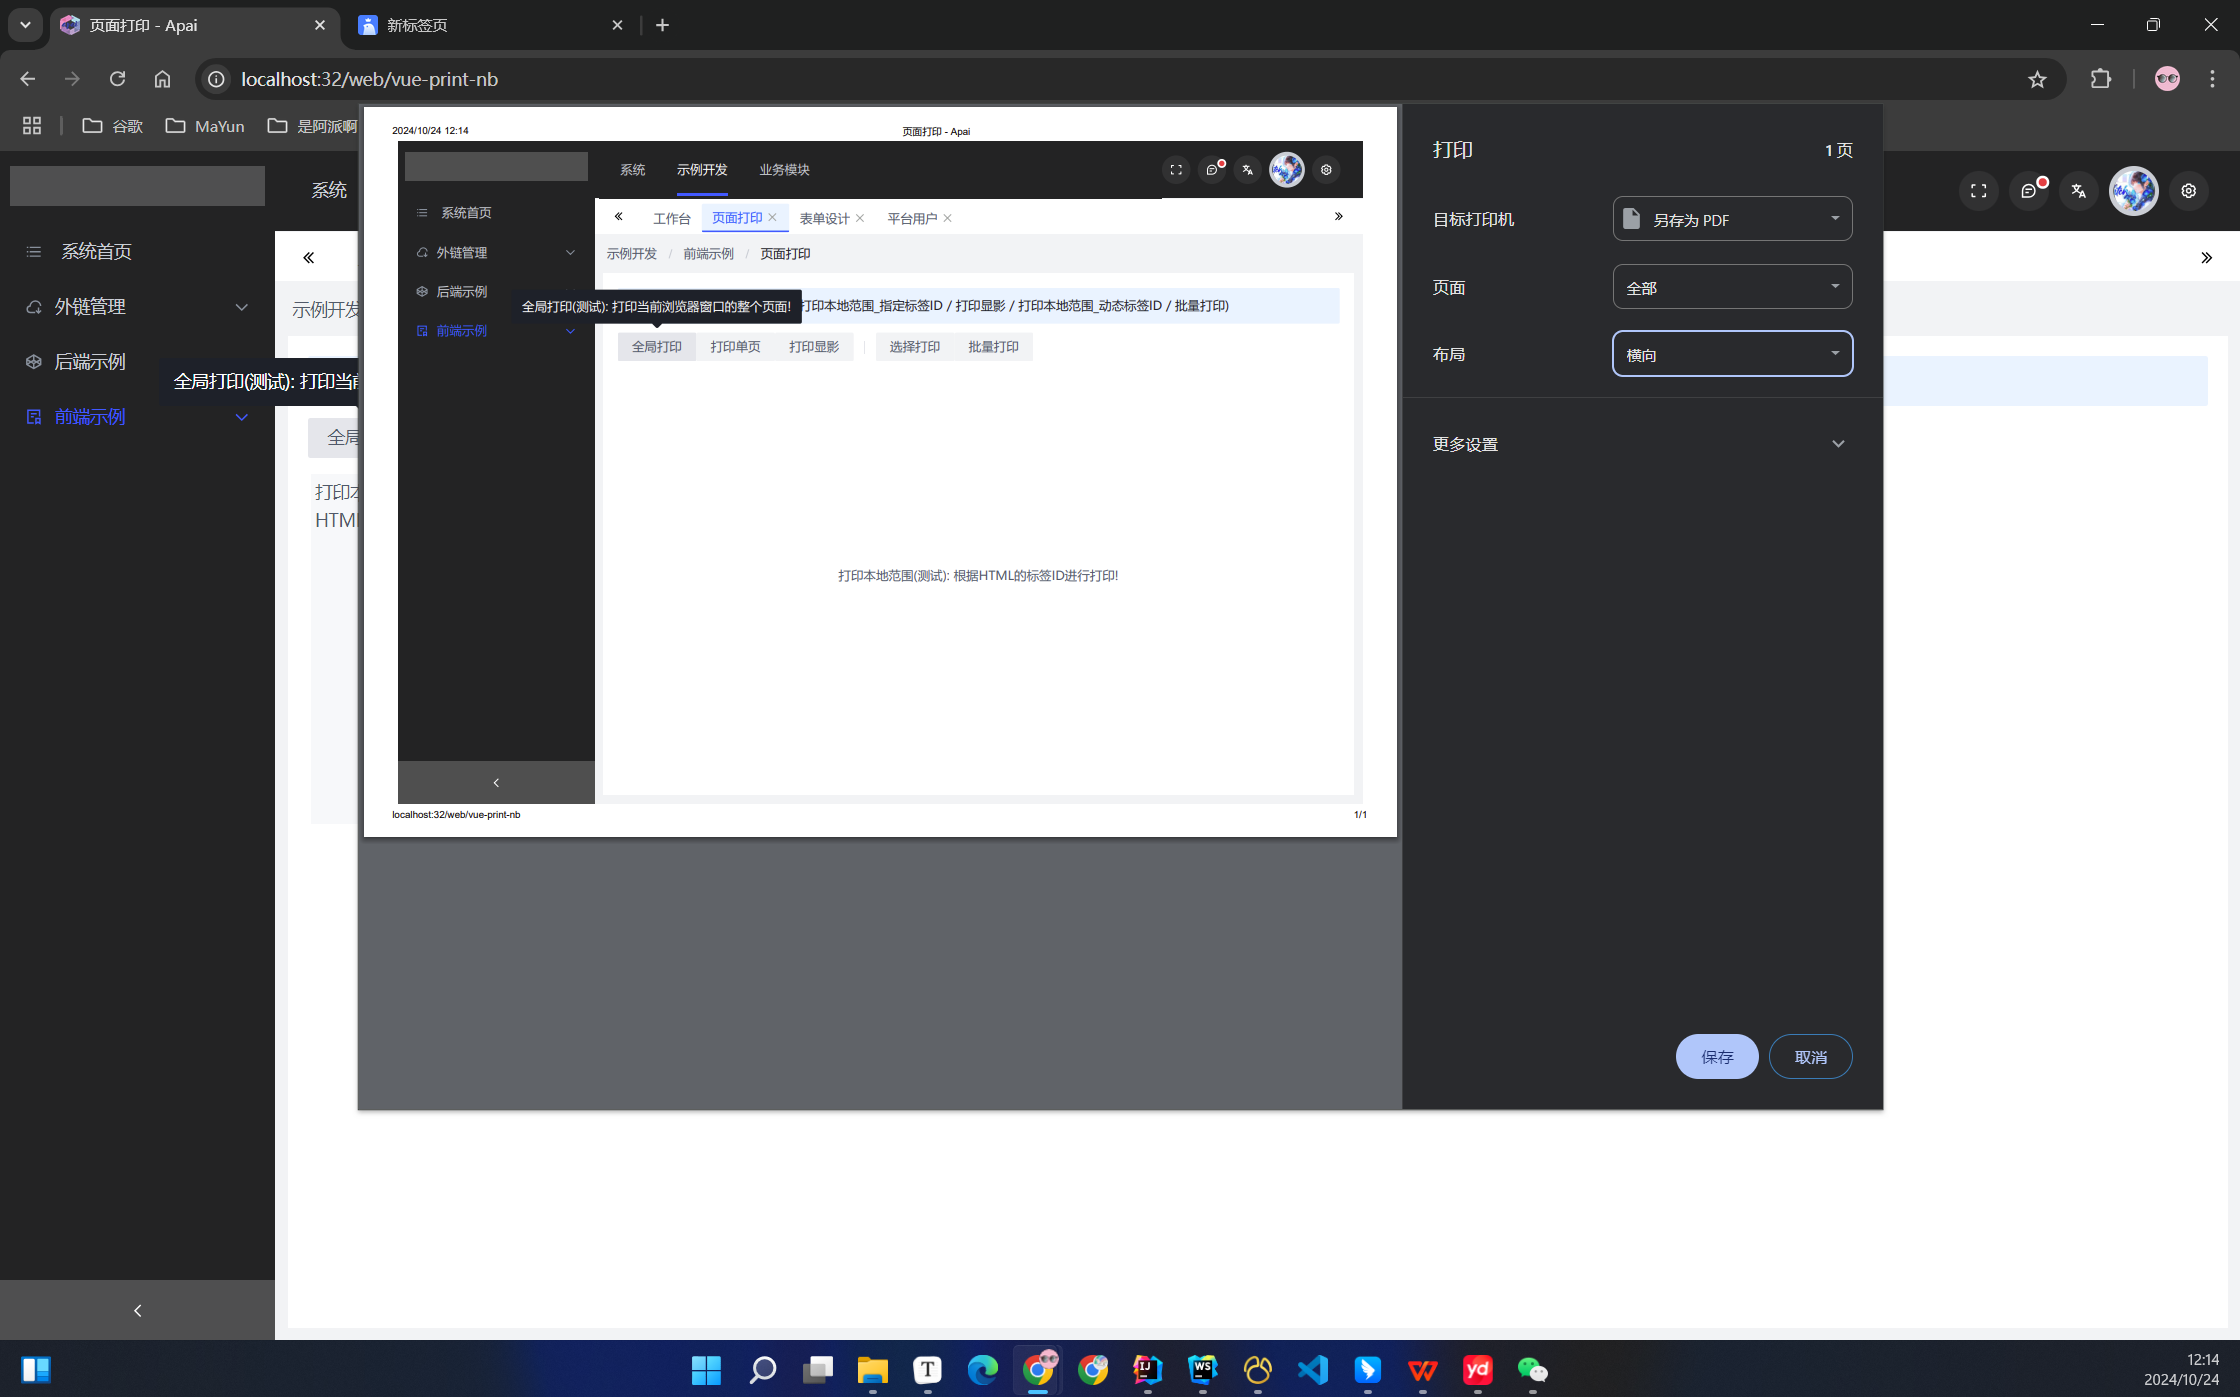 页面打印 - Apai
新标签页
localhost:32/web/vue-print-nb
谷歌
MaYun
是阿派啊
系统
系统首页
外链管理
后端示例
前端示例
示例开发
全局打印(测试): 打印当前
全局
打印本
HTML
2024/10/24 12:14
页面打印 - Apai
系统 示例开发 业务模块
系统首页
外链管理
后端示例
前端示例
工作台 页面打印 表单设计 平台用户
示例开发 / 前端示例 / 页面打印
全局打印(测试): 打印当前浏览器窗口的整个页面! 打印本地范围_指定标签ID / 打印显影 / 打印本地范围_动态标签ID / 批量打印)
全局打印 打印单页 打印显影 选择打印 批量打印
打印本地范围(测试): 根据HTML的标签ID进行打印!
localhost:32/web/vue-print-nb
1/1
打印
1 页
目标打印机
另存为 PDF
页面
全部
布局
横向
更多设置
保存
取消
T
IJ
WS
yd
12:14
2024/10/24